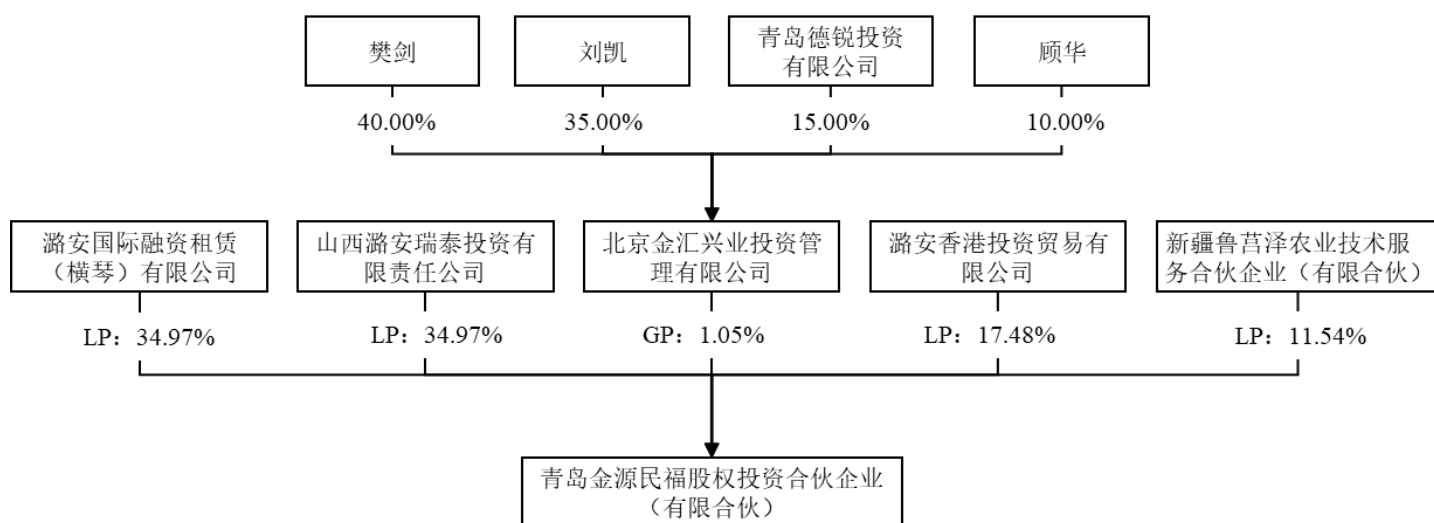 樊剑
刘凯
青岛德锐投资
有限公司
顾华
40.00%
35.00%
15.00%
10.00%
潞安国际融资租赁
（横琴）有限公司
山西潞安瑞泰投资有
限责任公司
北京金汇兴业投资管
理有限公司
潞安香港投资贸易有
限公司
新疆鲁莒泽农业技术服
务合伙企业（有限合伙）
LP：34.97%
LP：34.97%
GP：1.05%
LP：17.48%
LP：11.54%
青岛金源民福股权投资合伙企业
（有限合伙）